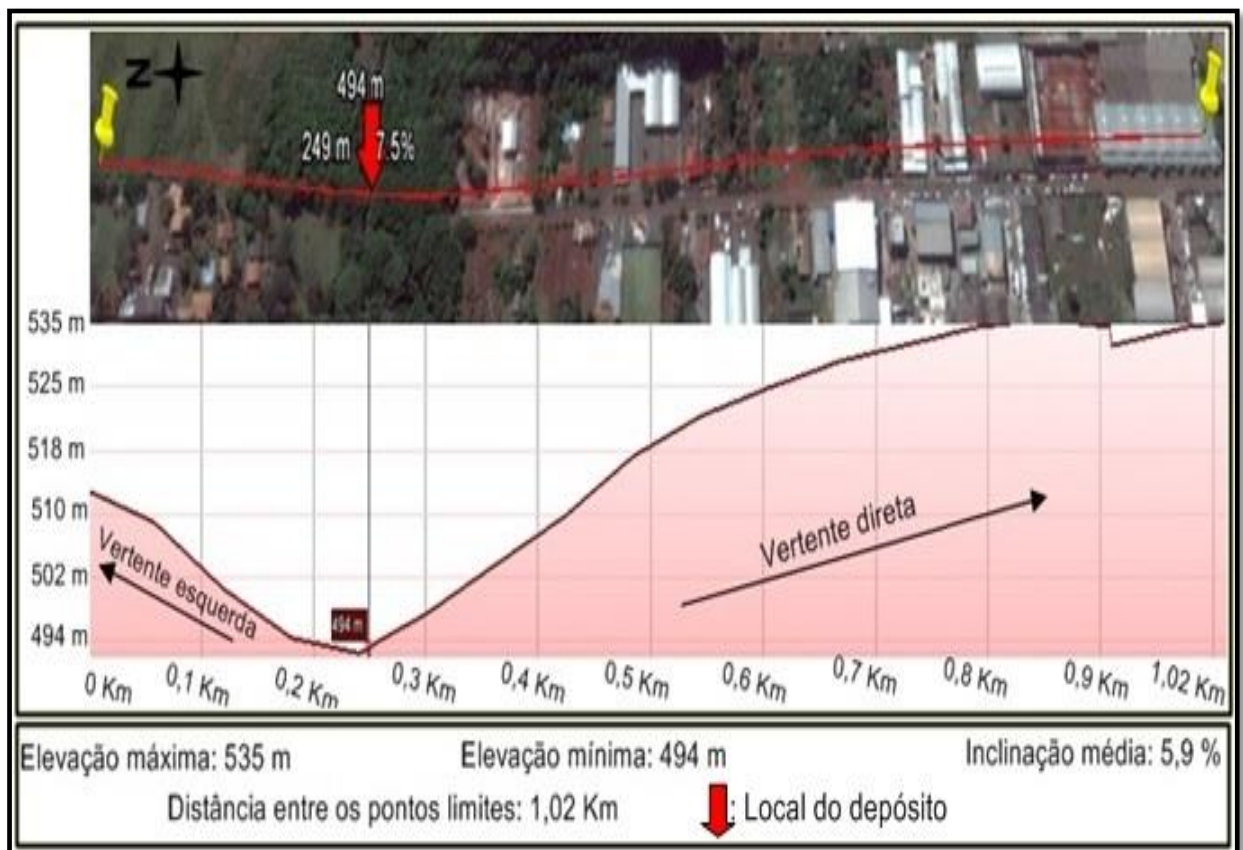 N
494 m
249 m 7.5%
535 m
525 m
518 m
510 m
502 m
494 m
Vertente esquerda
494 m
Vertente direta
0 Km 0,1 Km 0,2 Km 0,3 Km 0,4 Km 0,5 Km 0,6 Km 0,7 Km 0,8 Km 0,9 Km 1,02 Km
Elevação máxima: 535 m Elevação mínima: 494 m Inclinação média: 5,9 %
Distância entre os pontos limites: 1,02 Km : Local do depósito